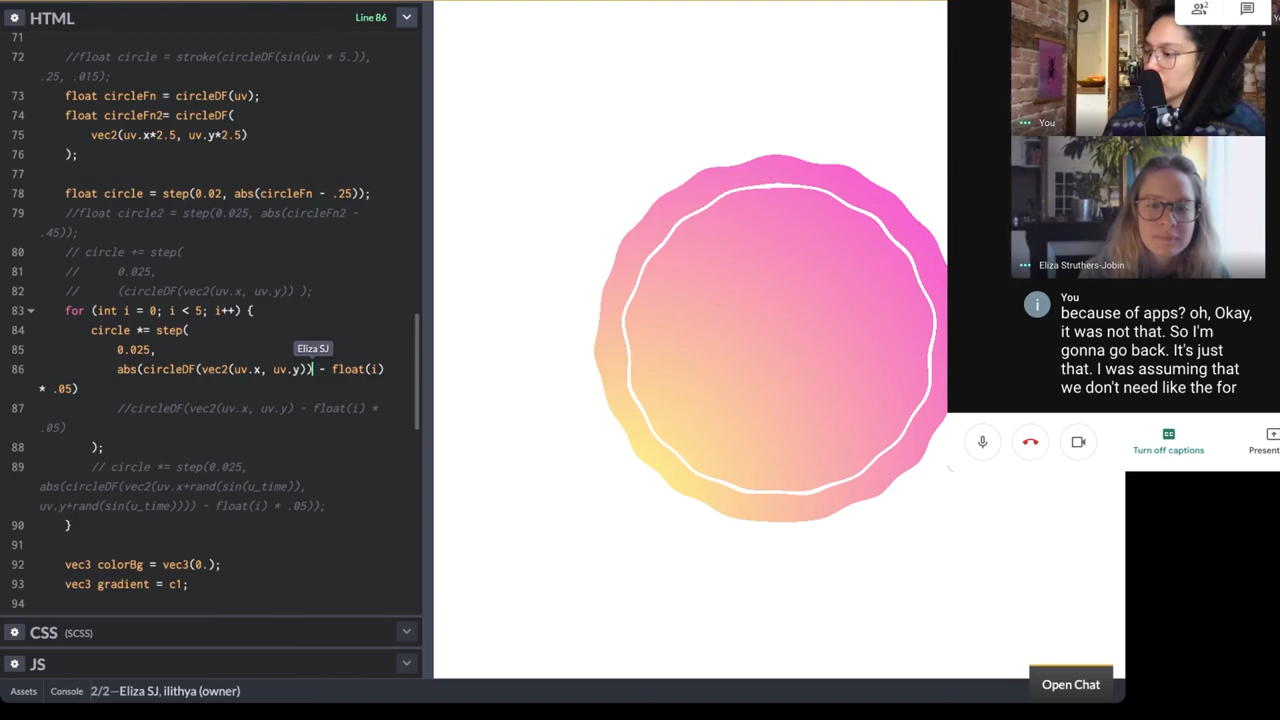 HTML
Line 86
71
72 //float circle = stroke(circleDF(sin(uv * 5.)),
.25, .015);
73 float circleFn = circleDF(uv);
74 float circleFn2= circleDF(
75 vec2(uv.x*2.5, uv.y*2.5)
76 );
77
78 float circle = step(0.02, abs(circleFn - .25));
79 //float circle2 = step(0.025, abs(circleFn2 -
.45));
80 // circle += step(
81 // 0.025,
82 // (circleDF(vec2(uv.x, uv.y)) );
83 for (int i = 0; i < 5; i++) {
84 circle *= step(
85 0.025,
Eliza SJ
86 abs(circleDF(vec2(uv.x, uv.y)) - float(i)
* .05)
87 //circleDF(vec2(uv.x, uv.y) - float(i) *
.05)
88 );
89 // circle *= step(0.025,
abs(circleDF(vec2(uv.x+rand(sin(u_time)),
uv.y+rand(sin(u_time)))) - float(i) * .05));
90 }
91
92 vec3 colorBg = vec3(0.);
93 vec3 gradient = c1;
94
CSS (SCSS)
JS
Assets Console 2/2—Eliza SJ, ilithya (owner)
Open Chat
2
You
Eliza Struthers-Jobin
You
because of apps? oh, Okay,
it was not that. So I'm
gonna go back. It's just
that. I was assuming that
we don't need like the for
Turn off captions